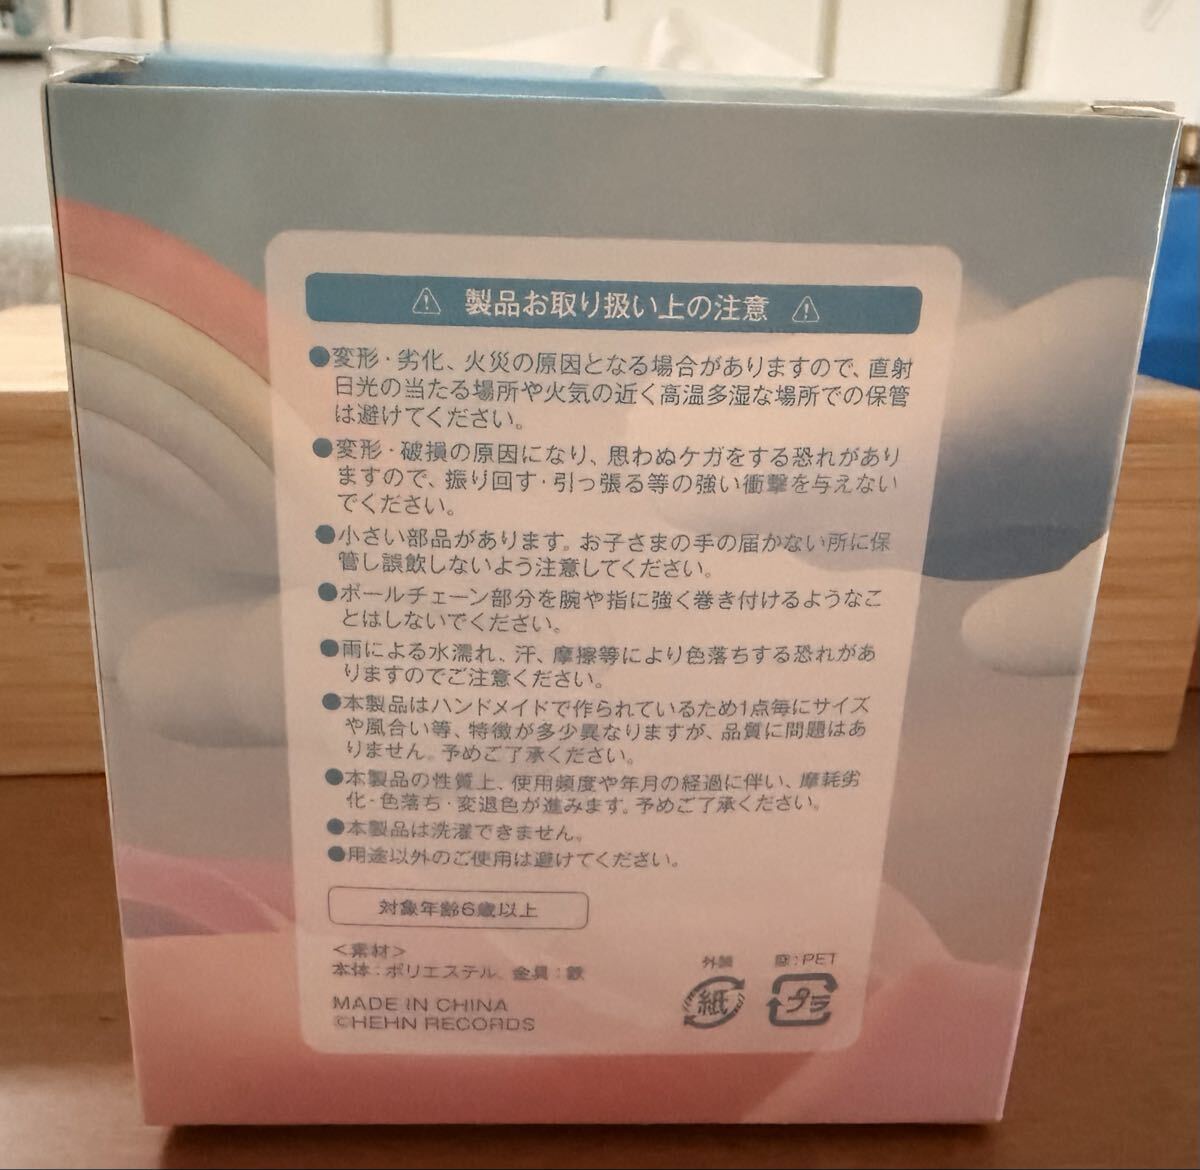 ⚠ 製品お取り扱い上の注意 ⚠
●変形・劣化、火災の原因となる場合がありますので、直射
日光の当たる場所や火気の近く高温多湿な場所での保管
は避けてください。
●変形・破損の原因になり、思わぬケガをする恐れがあり
ますので、振り回す・引っ張る等の強い衝撃を与えない
でください。
●小さい部品があります。お子さまの手の届かない所に保
管し誤飲しないよう注意してください。
●ボールチェーン部分を腕や指に強く巻き付けるようなこ
とはしないでください。
●雨による水濡れ、汗、摩擦等により色落ちする恐れがあ
りますのでご注意ください。
●本製品はハンドメイドで作られているため1点毎にサイズ
や風合い等、特徴が多少異なりますが、品質に問題はあ
りません。予めご了承ください。
●本製品の性質上、使用頻度や年月の経過に伴い、摩耗劣
化・色落ち・変退色が進みます。予めご了承ください。
●本製品は洗濯できません。
●用途以外のご使用は避けてください。
対象年齢6歳以上
<素材>
本体:ポリエステル、金具:鉄
MADE IN CHINA
©HEHN RECORDS
外装
紙
窓:PET
プラ